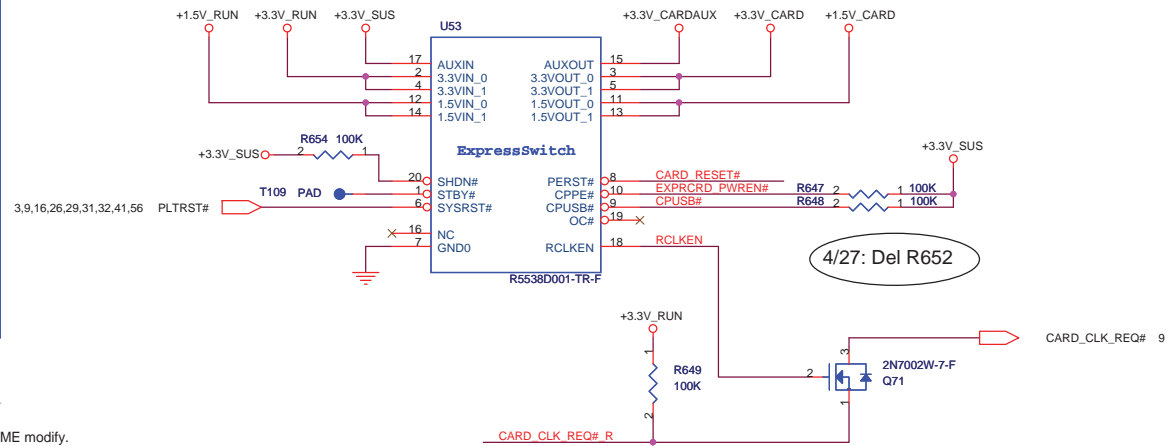 +1.5V_RUN +3.3V_RUN +3.3V_SUS +3.3V_CARDAUX +3.3V_CARD +1.5V_CARD
U53
17 AUXIN AUXOUT 15
2 3.3VIN_0 3.3VOUT_0 3
4 3.3VIN_1 3.3VOUT_1 5
12 1.5VIN_0 1.5VOUT_0 11
14 1.5VIN_1 1.5VOUT_1 13
R654 100K
+3.3V_SUS 2 1
ExpressSwitch
+3.3V_SUS
20 SHDN# PERST# 8 CARD_RESET#
T109 PAD 1 STBY# CPPE# 10 EXPRCRD_PWREN# R647 2 1 100K
3,9,16,26,29,31,32,41,56 PLTRST# 6 SYSRST# CPUSB# 9 CPUSB# R648 2 1 100K
OC# 19
16 NC
7 GND0 RCLKEN 18 RCLKEN
4/27: Del R652
R5538D001-TR-F
+3.3V_RUN
CARD_CLK_REQ# 9
1 R649 100K 2
2 3 1 2N7002W-7-F
Q71
ME modify.
CARD_CLK_REQ#_R